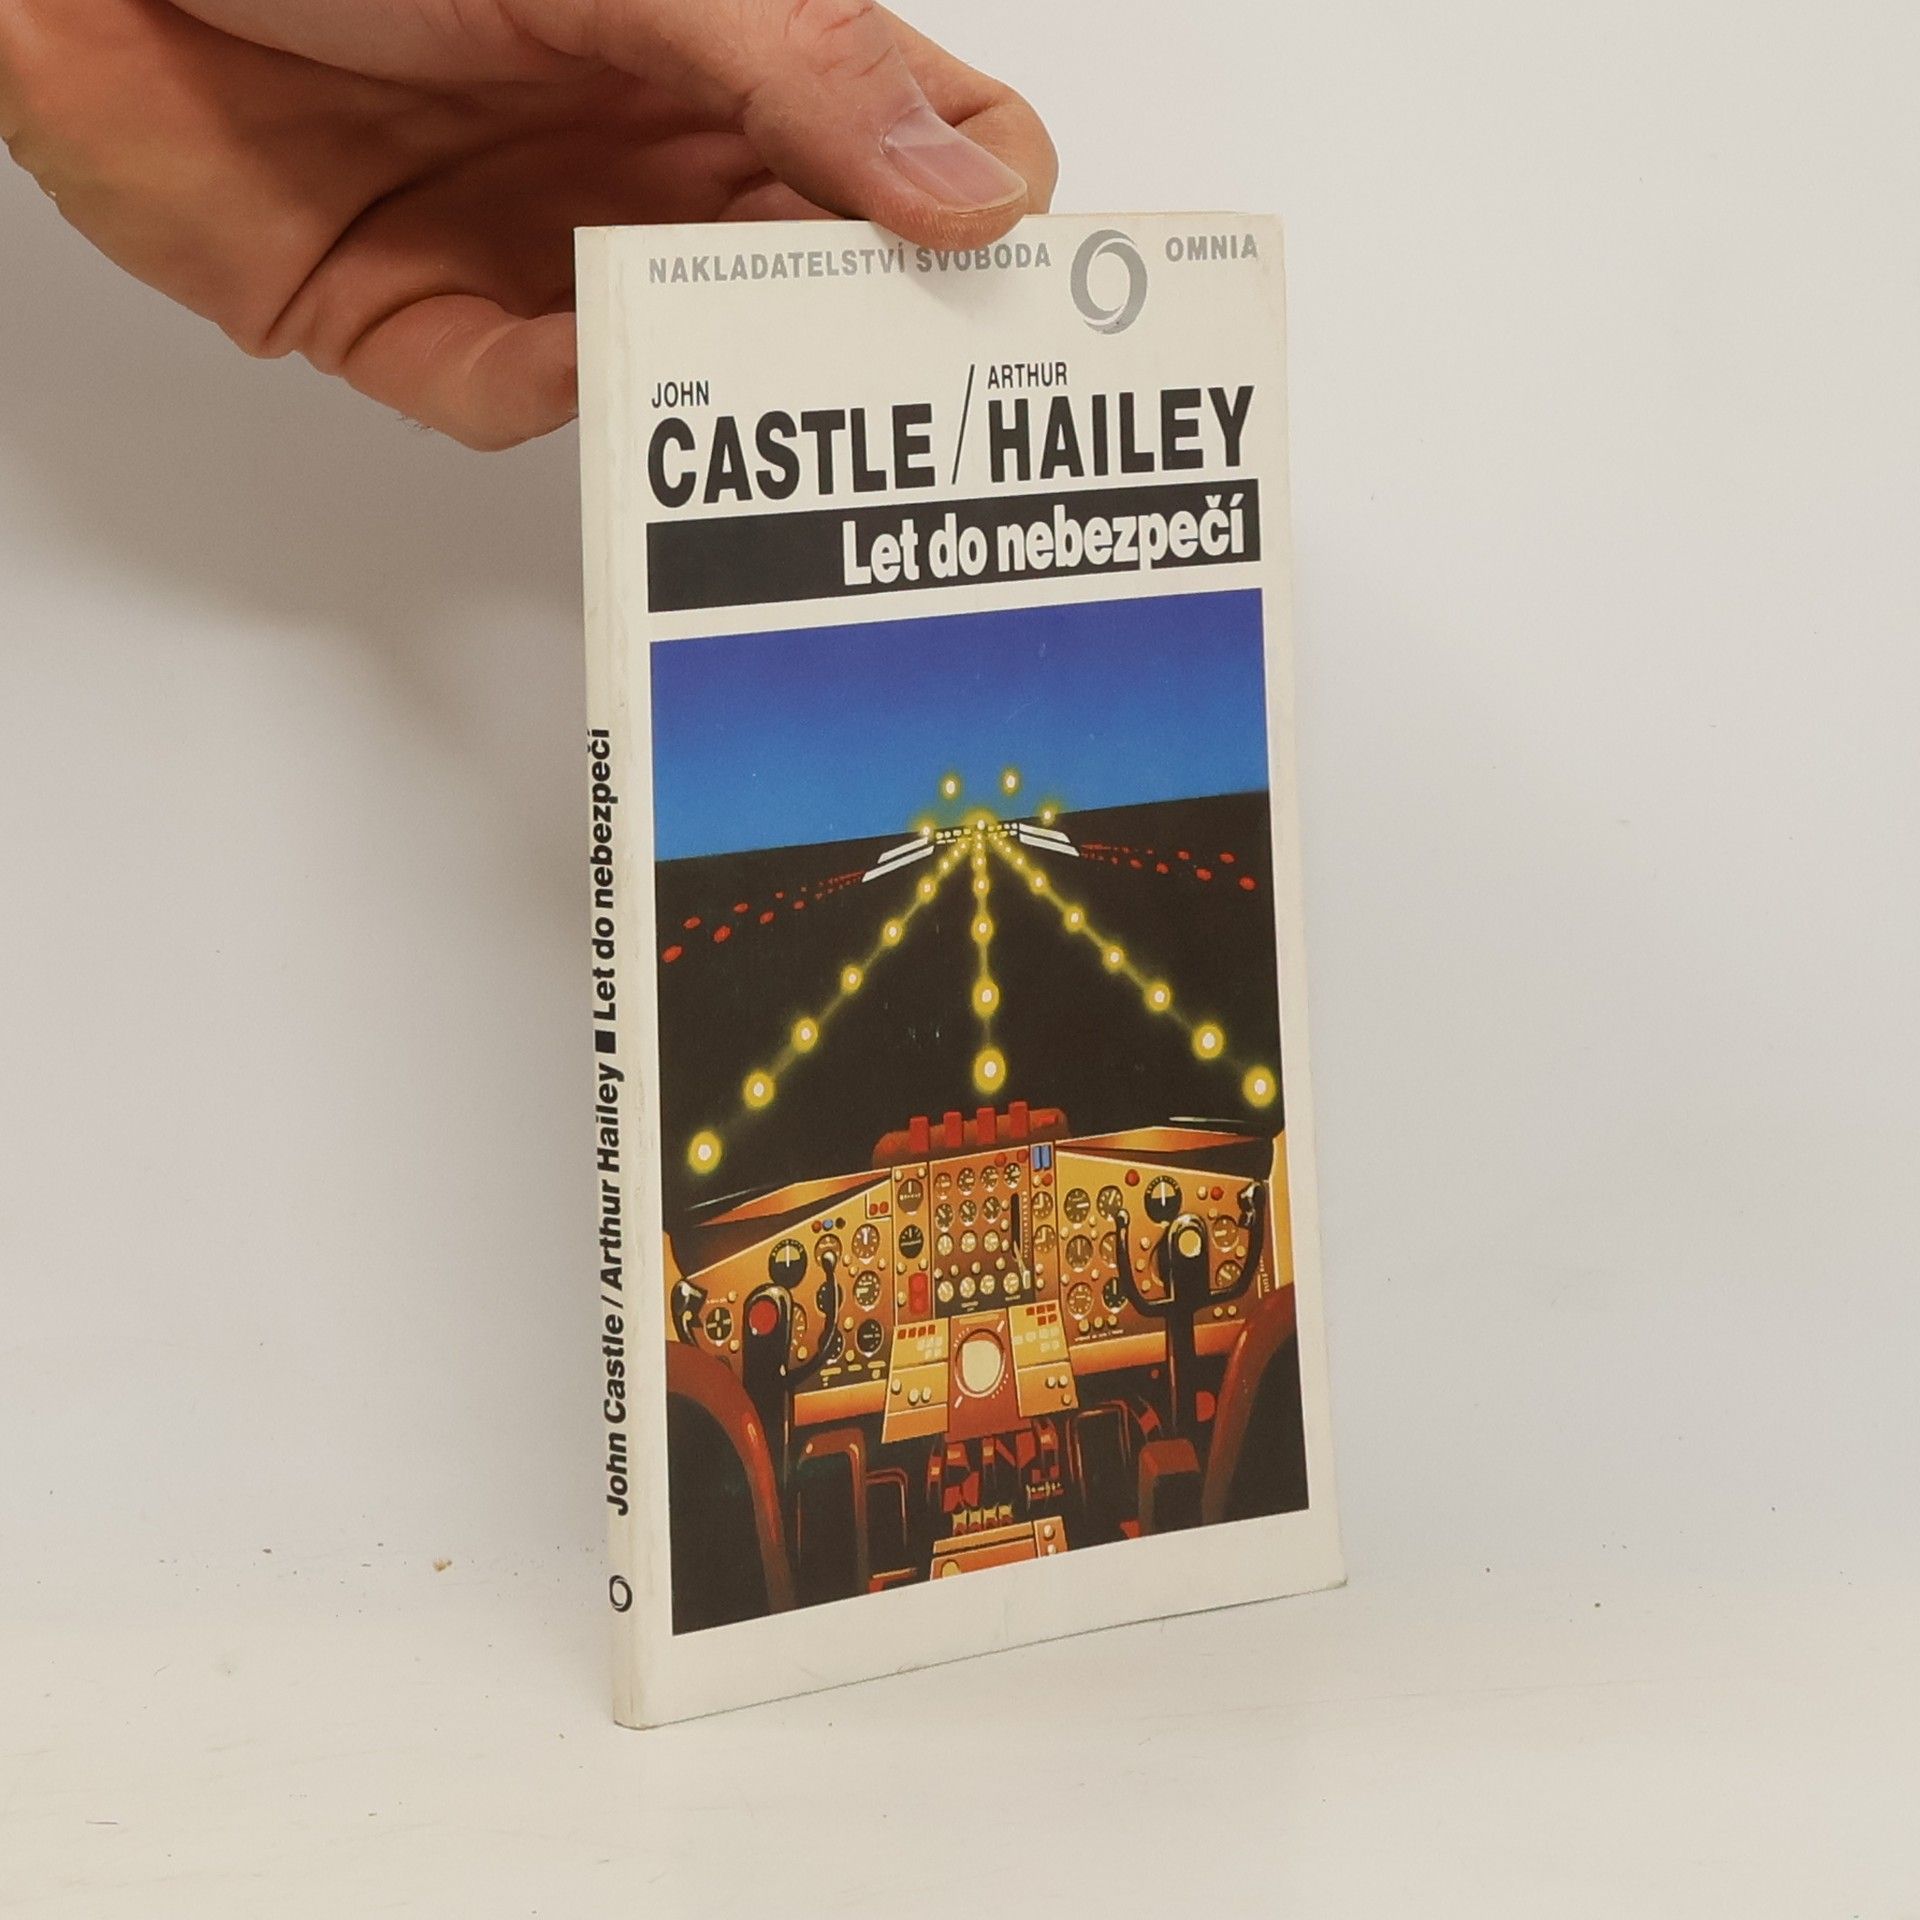 NAKLADATELSTVÍ SVOBODA OMNIA
JOHN
CASTLE / ARTHUR
HAILEY
Let do nebezpečí
John Castle / Arthur Hailey ■ Let do nebezpečí